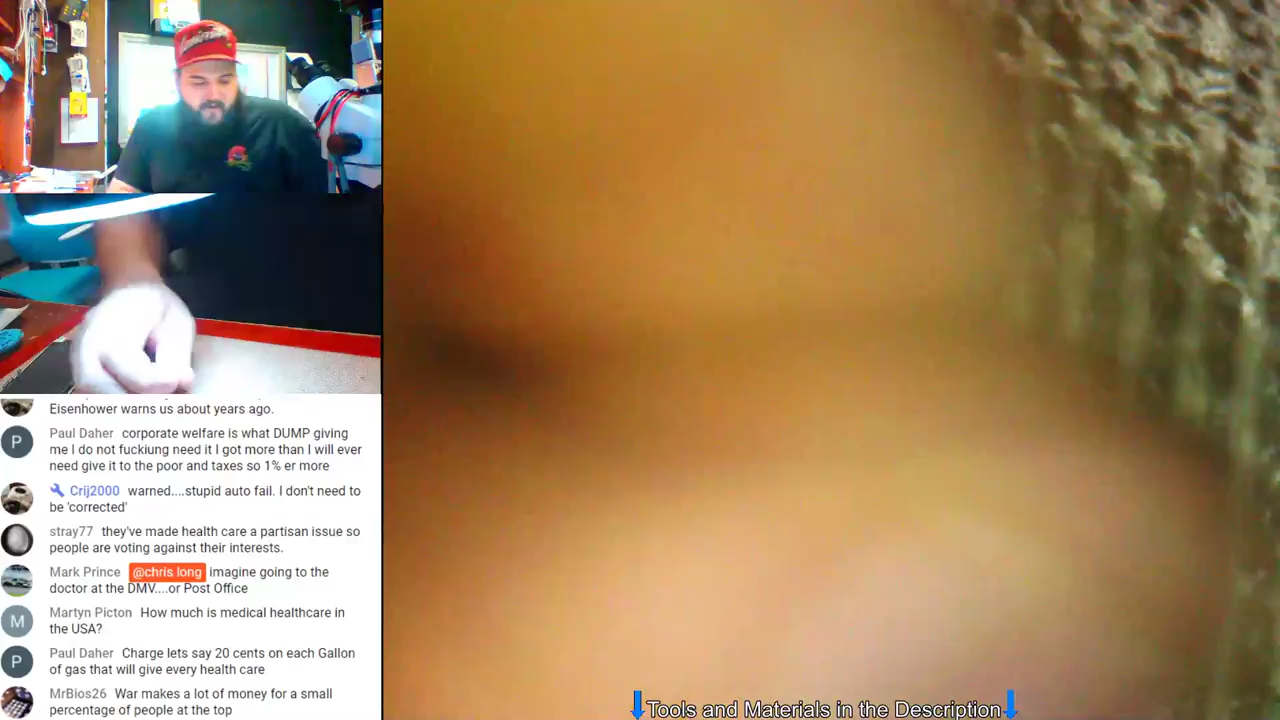 Eisenhower warns us about years ago.
Paul Daher corporate welfare is what DUMP giving
me I do not fuckiung need it I got more than I will ever
need give it to the poor and taxes so 1% er more
Crij2000 warned....stupid auto fail. I don't need to
be 'corrected'
stray77 they've made health care a partisan issue so
people are voting against their interests.
Mark Prince @chris long imagine going to the
doctor at the DMV....or Post Office
Martyn Picton How much is medical healthcare in
the USA?
Paul Daher Charge lets say 20 cents on each Gallon
of gas that will give every health care
MrBios26 War makes a lot of money for a small
percentage of people at the top
P
P
M
P
Tools and Materials in the Description